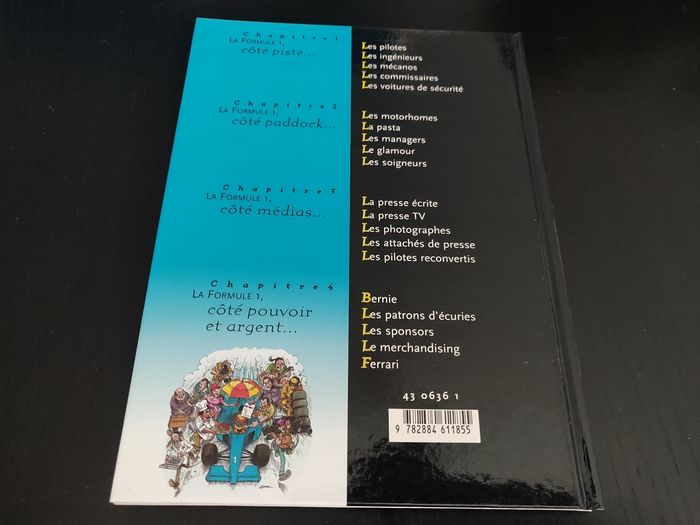 Chapitre 1
LA FORMULE 1,
côté piste...
Les pilotes
Les ingénieurs
Les mécanos
Les commissaires
Les voitures de sécurité
Chapitre 2
LA FORMULE 1,
côté paddock...
Les motorhomes
La pasta
Les managers
Le glamour
Les soigneurs
Chapitre 3
LA FORMULE 1,
côté médias...
La presse écrite
La presse TV
Les photographes
Les attachés de presse
Les pilotes reconvertis
Chapitre 4
LA FORMULE 1,
côté pouvoir
et argent...
Bernie
Les patrons d'écuries
Les sponsors
Le merchandising
Ferrari
1
43 0636 1
9 782884 611855